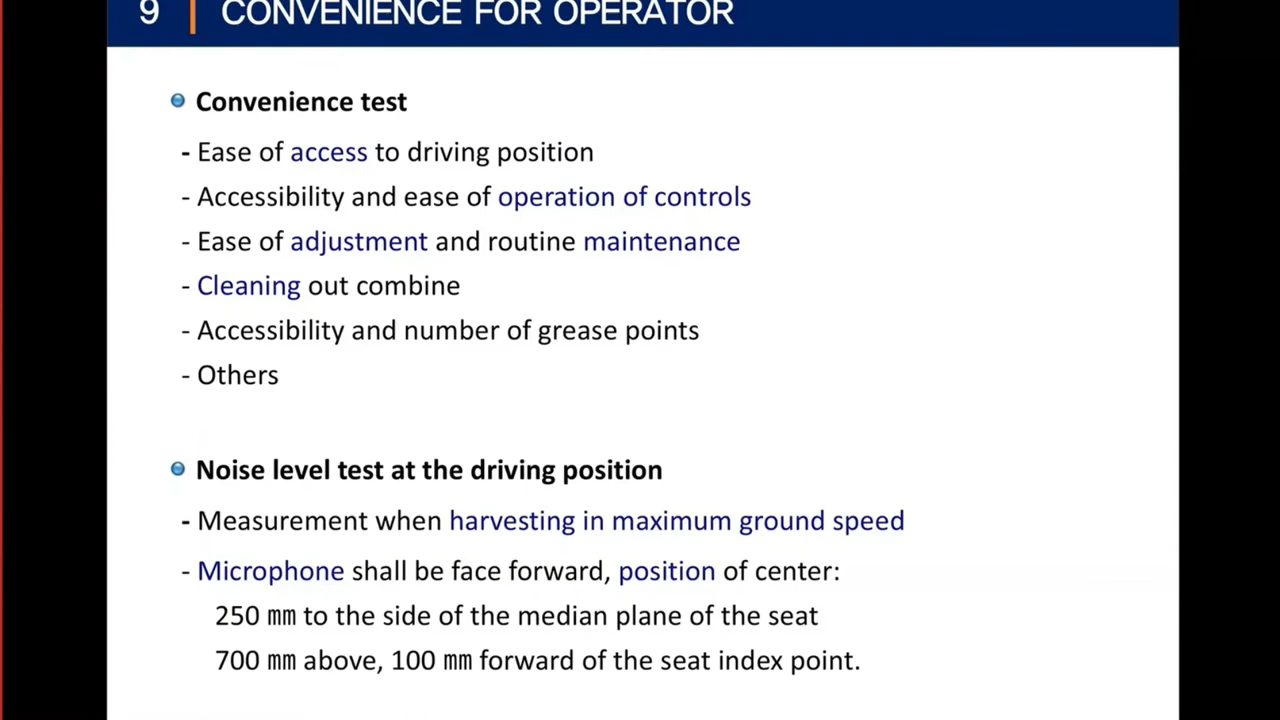 9 | CONVENIENCE FOR OPERATOR
Convenience test
- Ease of access to driving position
- Accessibility and ease of operation of controls
- Ease of adjustment and routine maintenance
- Cleaning out combine
- Accessibility and number of grease points
- Others
Noise level test at the driving position
- Measurement when harvesting in maximum ground speed
- Microphone shall be face forward, position of center:
250 ㎜ to the side of the median plane of the seat
700 ㎜ above, 100 ㎜ forward of the seat index point.